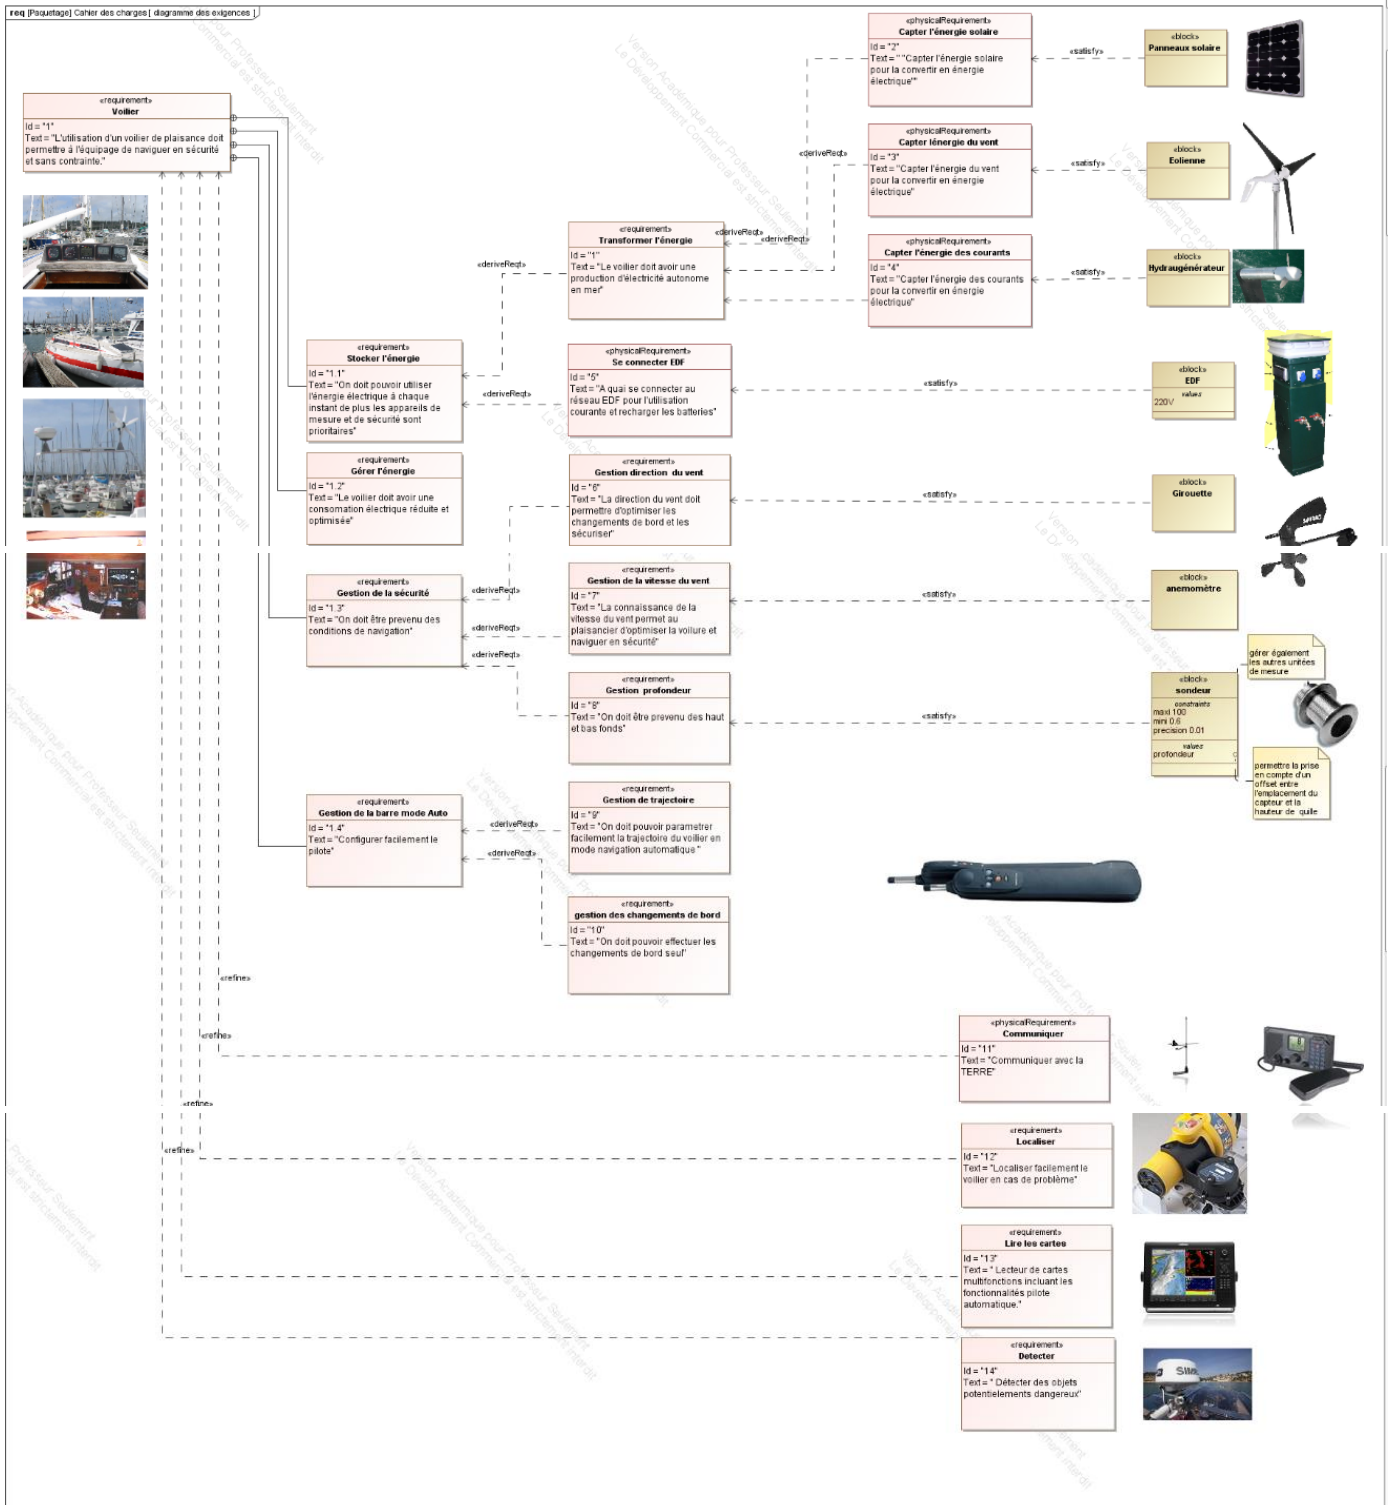 req [Paquetage] Cahier des charges [ diagramme des exigences ]
«requirement»
Voilier
Id = "1"
Text = "L'utilisation d'un voilier de plaisance doit
permettre à l'équipage de naviguer en sécurité
et sans contrainte."
«physicalRequirement»
Capter l'énergie solaire
Id = "2"
Text = " "Capter l'énergie solaire
pour la convertir en énergie
électrique""
«satisfy»
«block»
Panneaux solaire
«deriveReqt»
«physicalRequirement»
Capter lénergie du vent
Id = "3"
Text = "Capter l'énergie du vent
pour la convertir en énergie
électrique"
«satisfy»
«block»
Eolienne
«deriveReqt»
«deriveReqt»
«physicalRequirement»
Capter l'énergie des courants
Id = "4"
Text = "Capter l'énergie des courants
pour la convertir en énergie
électrique"
«satisfy»
«block»
Hydraugénérateur
«requirement»
Transformer l'énergie
Id = "1"
Text = "Le voilier doit avoir une
production d'électricité autonome
en mer"
«deriveReqt»
«requirement»
Stocker l'énergie
Id = "1.1"
Text = "On doit pouvoir utiliser
l'énergie électrique à chaque
instant de plus les appareils de
mesure et de sécurité sont
prioritaires"
«deriveReqt»
«physicalRequirement»
Se connecter EDF
Id = "5"
Text = "A quai se connecter au
réseau EDF pour l'utilisation
courante et recharger les batteries"
«satisfy»
«block»
EDF
values
220V
«requirement»
Gérer l'énergie
Id = "1.2"
Text = "Le voilier doit avoir une
consomation électrique réduite et
optimisée"
«requirement»
Gestion direction du vent
Id = "6"
Text = "La direction du vent doit
permettre d'optimiser les
changements de bord et les
sécuriser"
«satisfy»
«block»
Girouette
«requirement»
Gestion de la sécurité
Id = "1.3"
Text = "On doit être prevenu des
conditions de navigation"
«deriveReqt»
«deriveReqt»
«deriveReqt»
«requirement»
Gestion de la vitesse du vent
Id = "7"
Text = "La connaissance de la
vitesse du vent permet au
plaisancier d'optimiser la voilure et
naviguer en sécurité"
«satisfy»
«block»
anemomètre
«requirement»
Gestion profondeur
Id = "8"
Text = "On doit être prevenu des haut
et bas fonds"
«satisfy»
«block»
sondeur
constraints
maxi 100
mini 0.6
precision 0.01
values
profondeur
gérer également
les autres unitées
de mesure
permettre la prise
en compte d'un
offset entre
l'emplacement du
capteur et la
hauteur de quille
«requirement»
Gestion de la barre mode Auto
Id = "1.4"
Text = "Configurer facilement le
pilote"
«deriveReqt»
«deriveReqt»
«requirement»
Gestion de trajectoire
Id = "9"
Text = "On doit pouvoir parametrer
facilement la trajectoire du voilier en
mode navigation automatique."
«requirement»
gestion des changements de bord
Id = "10"
Text = "On doit pouvoir effectuer les
changements de bord seul"
«refine»
«refine»
«refine»
«refine»
«physicalRequirement»
Communiquer
Id = "11"
Text = "Communiquer avec la
TERRE"
«requirement»
Localiser
Id = "12"
Text = "Localiser facilement le
voilier en cas de problème"
«requirement»
Lire les cartes
Id = "13"
Text = " Lecteur de cartes
multifonctions incluant les
fonctionnalités pilote
automatique."
«requirement»
Detecter
Id = "14"
Text = " Détecter des objets
potentielements dangereux"
Version Académique pour Professeur Seulement
Le Développement Commercial est strictement interdit